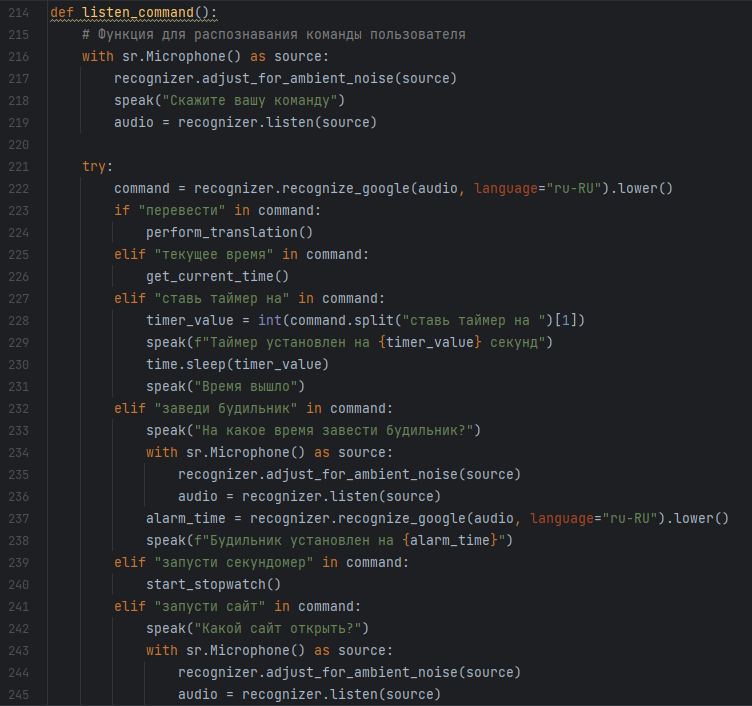 214 def listen_command():
215     # Функция для распознавания команды пользователя
216     with sr.Microphone() as source:
217         recognizer.adjust_for_ambient_noise(source)
218         speak("Скажите вашу команду")
219         audio = recognizer.listen(source)
220
221     try:
222         command = recognizer.recognize_google(audio, language="ru-RU").lower()
223         if "перевести" in command:
224             perform_translation()
225         elif "текущее время" in command:
226             get_current_time()
227         elif "ставь таймер на" in command:
228             timer_value = int(command.split("ставь таймер на ")[1])
229             speak(f"Таймер установлен на {timer_value} секунд")
230             time.sleep(timer_value)
231             speak("Время вышло")
232         elif "заведи будильник" in command:
233             speak("На какое время завести будильник?")
234             with sr.Microphone() as source:
235                 recognizer.adjust_for_ambient_noise(source)
236                 audio = recognizer.listen(source)
237             alarm_time = recognizer.recognize_google(audio, language="ru-RU").lower()
238             speak(f"Будильник установлен на {alarm_time}")
239         elif "запусти секундомер" in command:
240             start_stopwatch()
241         elif "запусти сайт" in command:
242             speak("Какой сайт открыть?")
243             with sr.Microphone() as source:
244                 recognizer.adjust_for_ambient_noise(source)
245                 audio = recognizer.listen(source)